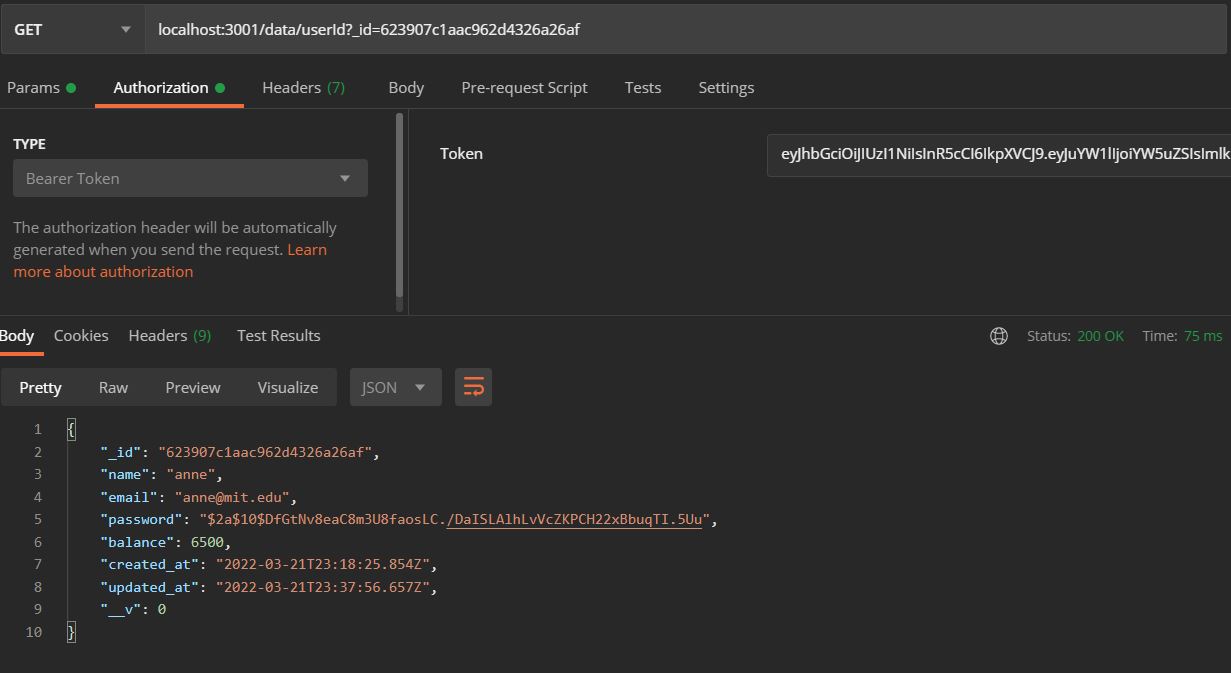 GET localhost:3001/data/userId?_id=623907c1aac962d4326a26af
Params Authorization Headers (7) Body Pre-request Script Tests Settings
TYPE
Bearer Token
The authorization header will be automatically
generated when you send the request. Learn
more about authorization
Token eyJhbGciOiJIUzI1NiIsInR5cCI6IkpXVCJ9.eyJuYW1lIjoiYW5uZSIsImlk
Body Cookies Headers (9) Test Results Status: 200 OK Time: 75 ms
Pretty Raw Preview Visualize JSON
1 {
2 "_id": "623907c1aac962d4326a26af",
3 "name": "anne",
4 "email": "anne@mit.edu",
5 "password": "$2a$10$DfGtNv8eaC8m3U8faosLC./DaISLAlhLvVcZKPCH22xBbuqTI.5Uu",
6 "balance": 6500,
7 "created_at": "2022-03-21T23:18:25.854Z",
8 "updated_at": "2022-03-21T23:37:56.657Z",
9 "__v": 0
10 }